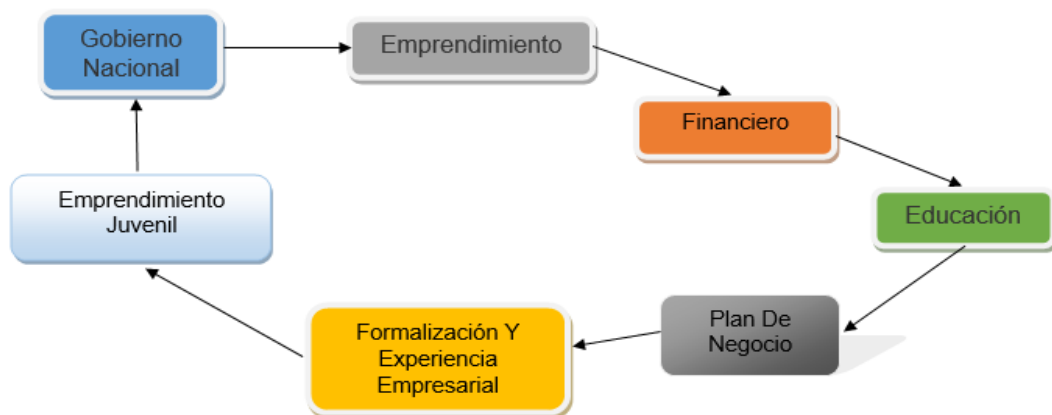 Gobierno
Nacional
Emprendimiento
Financiero
Educación
Plan De
Negocio
Formalización Y
Experiencia
Empresarial
Emprendimiento
Juvenil